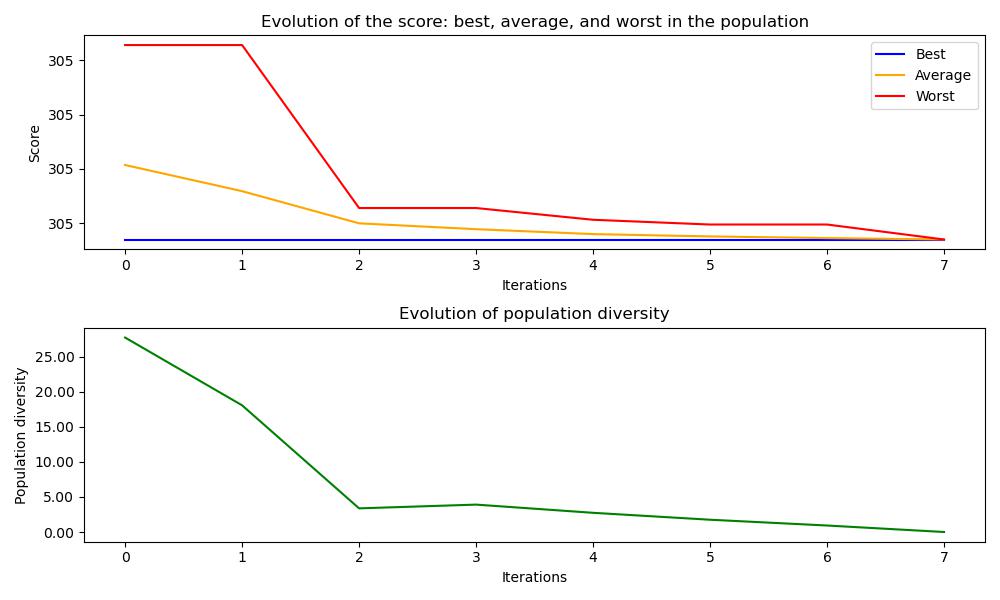 Evolution of the score: best, average, and worst in the population
Score
305
305
305
305
Best
Average
Worst
0 1 2 3 4 5 6 7
Iterations
Evolution of population diversity
Population diversity
25.00
20.00
15.00
10.00
5.00
0.00
0 1 2 3 4 5 6 7
Iterations